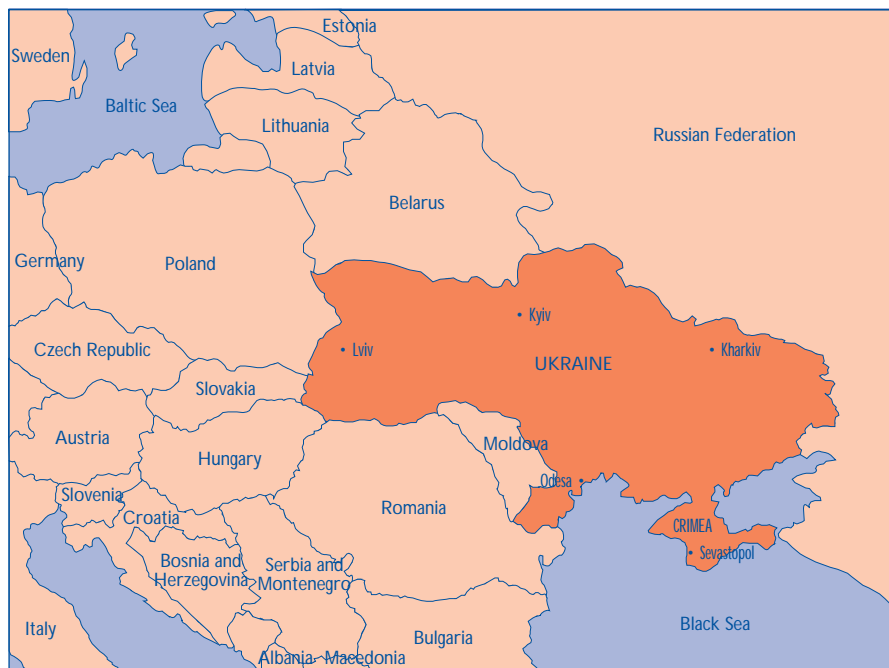 Estonia
Sweden
Latvia
Baltic Sea
Lithuania
Russian Federation
Belarus
Germany
Poland
Kyiv
Czech Republic
Lviv
UKRAINE
Kharkiv
Slovakia
Austria
Moldova
Hungary
Odesa
Slovenia
Romania
Croatia
CRIMEA
Bosnia and
Herzegovina
Serbia and
Montenegro
Sevastopol
Italy
Bulgaria
Black Sea
Albania- Macedonia